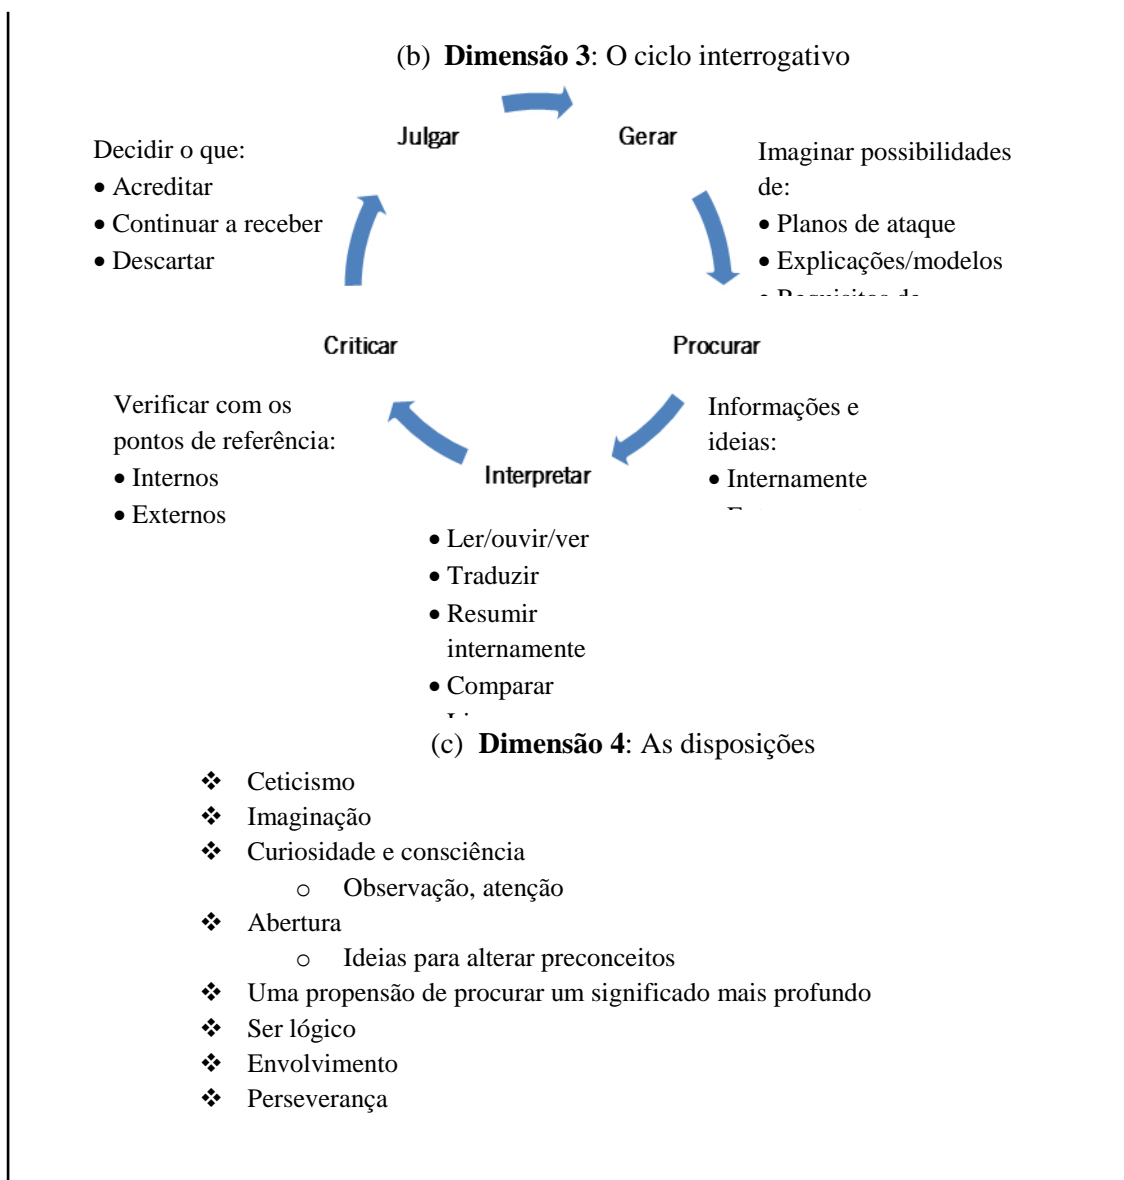 (b) Dimensão 3: O ciclo interrogativo
Julgar
Gerar
Decidir o que:
• Acreditar
• Continuar a receber
• Descartar
Imaginar possibilidades
de:
• Planos de ataque
• Explicações/modelos
• Requisitos de
Criticar
Procurar
Verificar com os
pontos de referência:
• Internos
• Externos
Informações e
ideias:
• Internamente
Interpretar
• Ler/ouvir/ver
• Traduzir
• Resumir
internamente
• Comparar
(c) Dimensão 4: As disposições
❖ Ceticismo
❖ Imaginação
❖ Curiosidade e consciência
o Observação, atenção
❖ Abertura
o Ideias para alterar preconceitos
❖ Uma propensão de procurar um significado mais profundo
❖ Ser lógico
❖ Envolvimento
❖ Perseverança